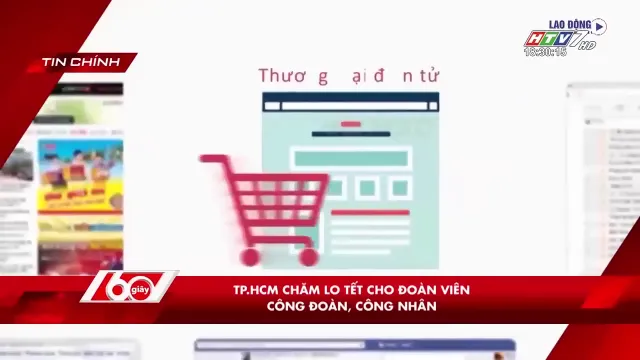 LAO ĐỘNG
HTV7 HD
18:30:15
TIN CHÍNH
Thươ g ại đ n tử
60 giây
TP.HCM CHĂM LO TẾT CHO ĐOÀN VIÊN
CÔNG ĐOÀN, CÔNG NHÂN